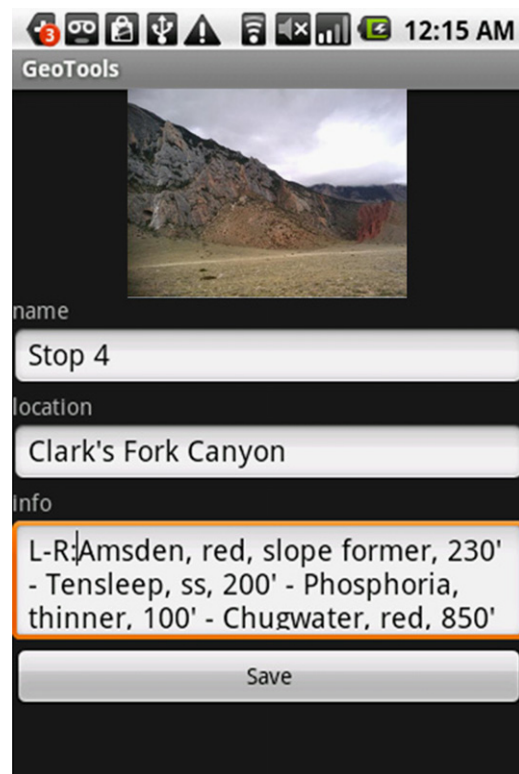 3
12:15 AM
GeoTools
name
Stop 4
location
Clark's Fork Canyon
info
L-R:Amsden, red, slope former, 230'
- Tensleep, ss, 200' - Phosphoria,
thinner, 100' - Chugwater, red, 850'
Save